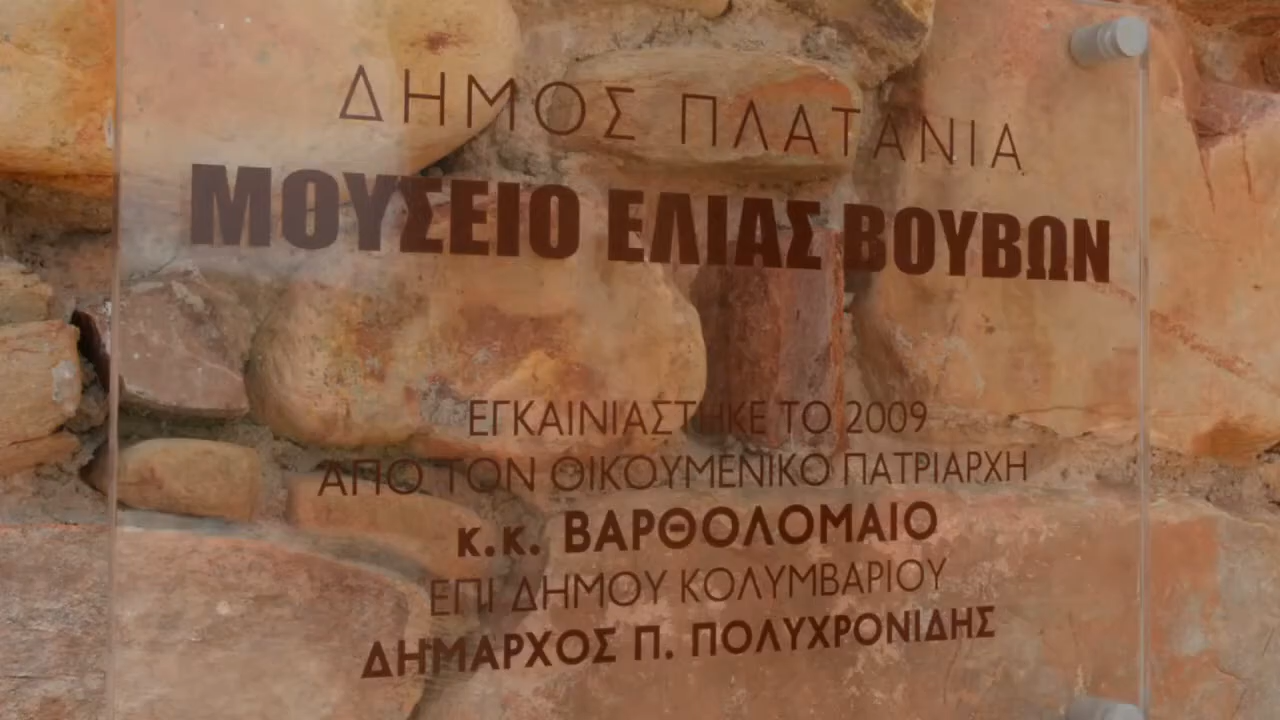 ΔΗΜΟΣ ΠΛΑΤΑΝΙΑ
ΜΟΥΣΕΙΟ ΕΛΙΑΣ ΒΟΥΒΩΝ
ΕΓΚΑΙΝΙΑΣΤΗΚΕ ΤΟ 2009
ΑΠΟ ΤΟΝ ΟΙΚΟΥΜΕΝΙΚΟ ΠΑΤΡΙΑΡΧΗ
κ.κ. ΒΑΡΘΟΛΟΜΑΙΟ
ΕΠΙ ΔΗΜΟΥ ΚΟΛΥΜΒΑΡΙΟΥ
ΔΗΜΑΡΧΟΣ Π. ΠΟΛΥΧΡΟΝΙΔΗΣ